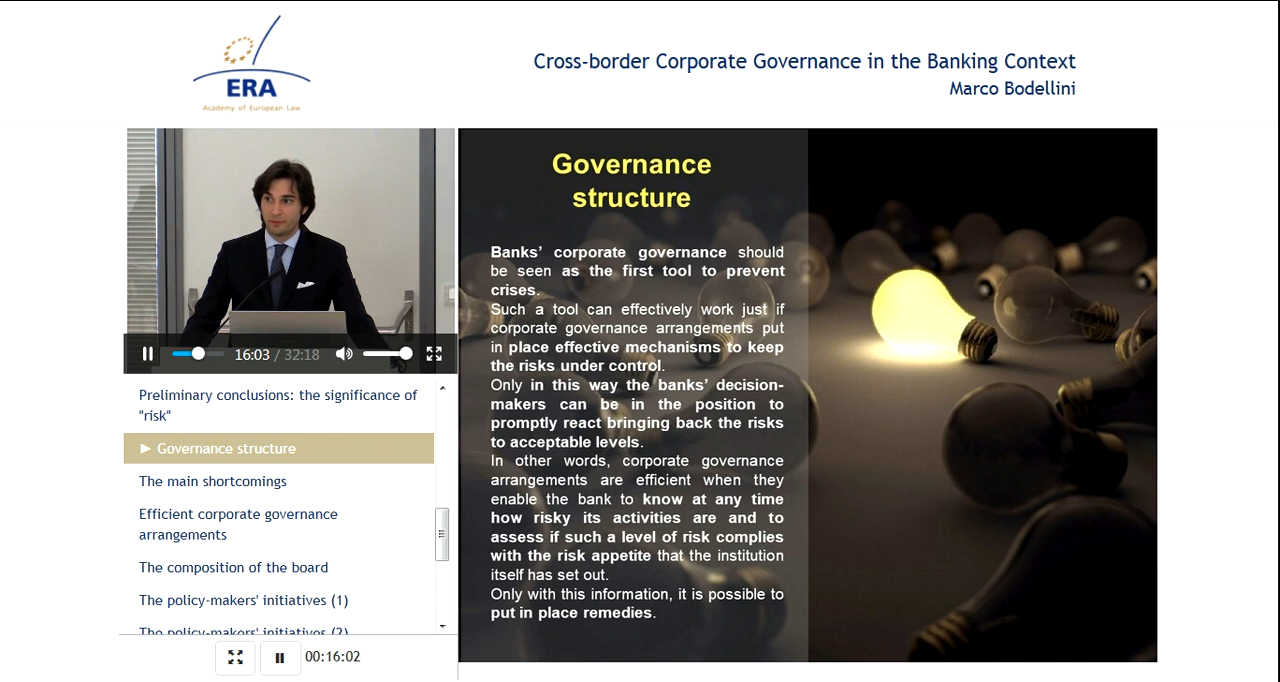 ERA
Academy of European Law
Cross-border Corporate Governance in the Banking Context
Marco Bodellini
16:03 / 32:18
Preliminary conclusions: the significance of
"risk"
► Governance structure
The main shortcomings
Efficient corporate governance
arrangements
The composition of the board
The policy-makers' initiatives (1)
The policy-makers' initiatives (2)
00:16:02
Governance
structure
Banks’ corporate governance should
be seen as the first tool to prevent
crises.
Such a tool can effectively work just if
corporate governance arrangements put
in place effective mechanisms to keep
the risks under control.
Only in this way the banks’ decision-
makers can be in the position to
promptly react bringing back the risks
to acceptable levels.
In other words, corporate governance
arrangements are efficient when they
enable the bank to know at any time
how risky its activities are and to
assess if such a level of risk complies
with the risk appetite that the institution
itself has set out.
Only with this information, it is possible to
put in place remedies.